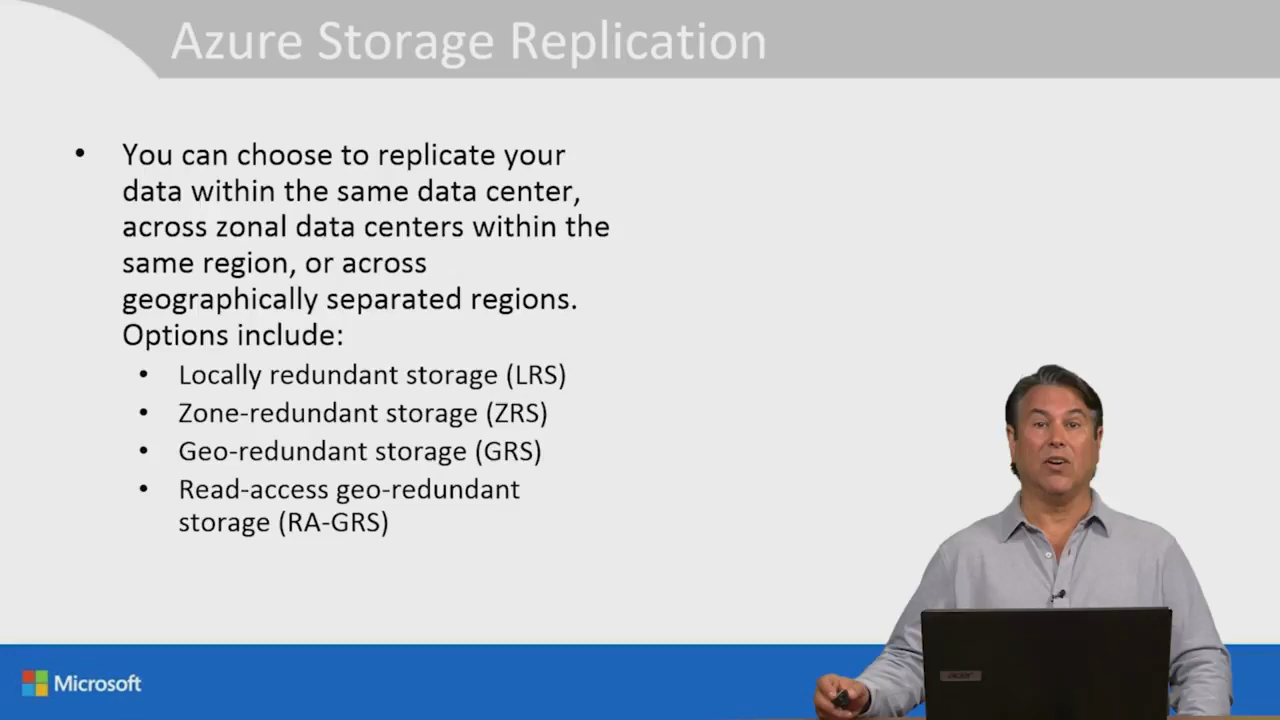 Azure Storage Replication
• You can choose to replicate your
data within the same data center,
across zonal data centers within the
same region, or across
geographically separated regions.
Options include:
• Locally redundant storage (LRS)
• Zone-redundant storage (ZRS)
• Geo-redundant storage (GRS)
• Read-access geo-redundant
storage (RA-GRS)
acer
Microsoft